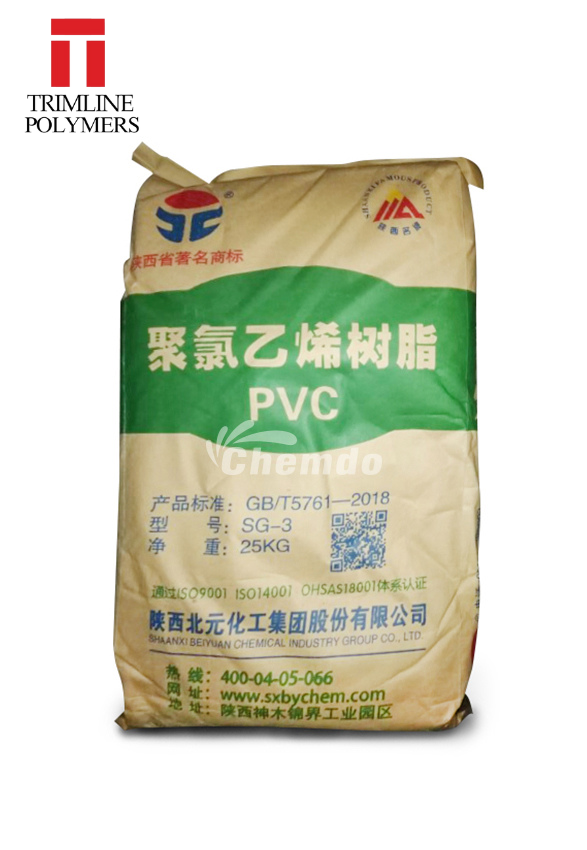 TRIMLINE
POLYMERS
®
SHAANXI FAMOUS PRODUCT
陕西名牌
陕西省著名商标
聚氯乙烯树脂
PVC
Chemdo
产品标准: GB/T5761—2018
型 号: SG-3
净 重: 25KG
通过ISO9001 ISO14001 OHSAS18001体系认证
陕西北元化工集团股份有限公司
SHAANXI BEIYUAN CHEMICAL INDUSTRY GROUP CO., LTD.
热 线: 400-04-05-066
网 址: www.sxbychem.com
地 址: 陕西神木锦界工业园区